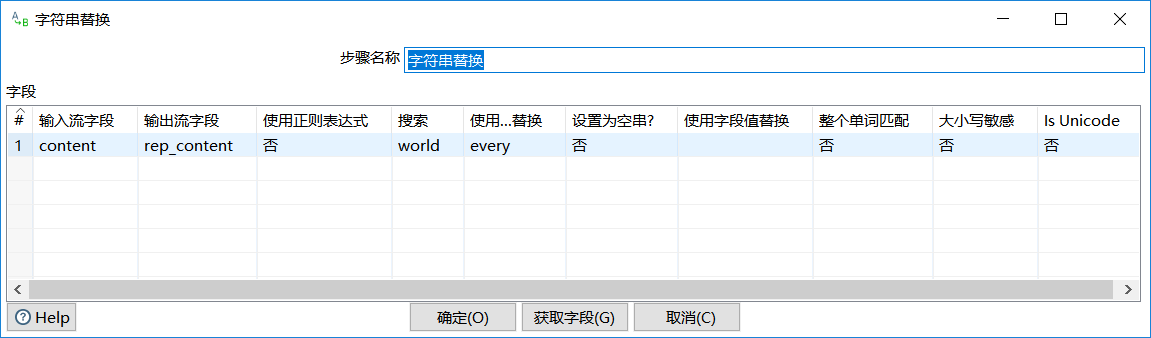 字符串替换
步骤名称 字符串替换
字段
# 输入流字段 输出流字段 使用正则表达式 搜索 使用...替换 设置为空串? 使用字段值替换 整个单词匹配 大小写敏感 Is Unicode
1 content rep_content 否 world every 否 否 否 否
Help 确定(O) 获取字段(G) 取消(C)